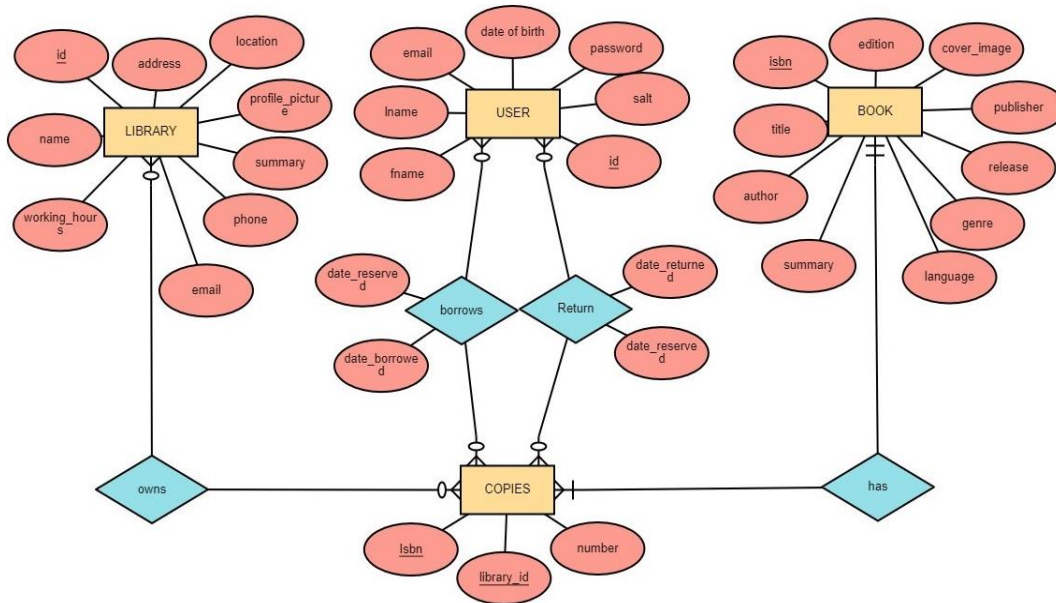 id
address
location
LIBRARY
name
profile_pictur
e
summary
working_hour
s
phone
email
email
date of birth
password
USER
lname
salt
fname
id
isbn
edition
cover_image
BOOK
title
publisher
author
release
genre
summary
language
date_reserve
d
borrows
date_borrowe
d
date_returne
d
Return
date_reserve
d
owns
COPIES
has
Isbn
library_id
number